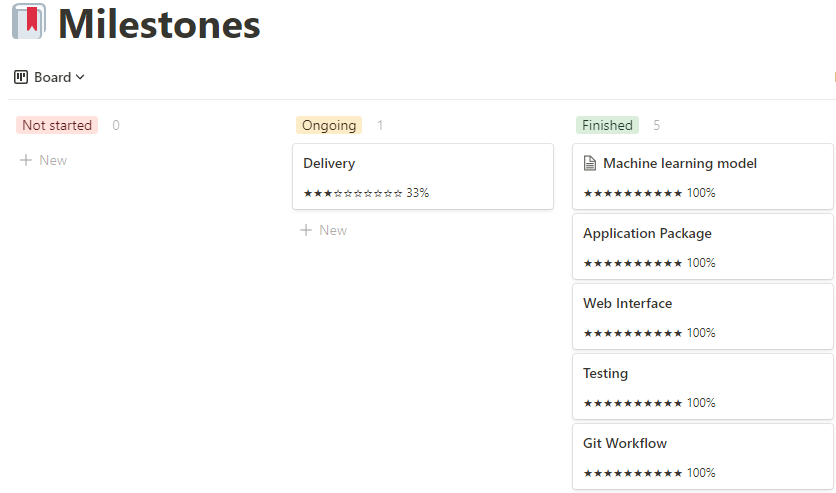 Milestones
Board
Not started 0
+ New
Ongoing 1
Delivery
★★★☆☆☆☆☆☆☆ 33%
+ New
Finished 5
Machine learning model
★★★★★★★★★★ 100%
Application Package
★★★★★★★★★★ 100%
Web Interface
★★★★★★★★★★ 100%
Testing
★★★★★★★★★★ 100%
Git Workflow
★★★★★★★★★★ 100%